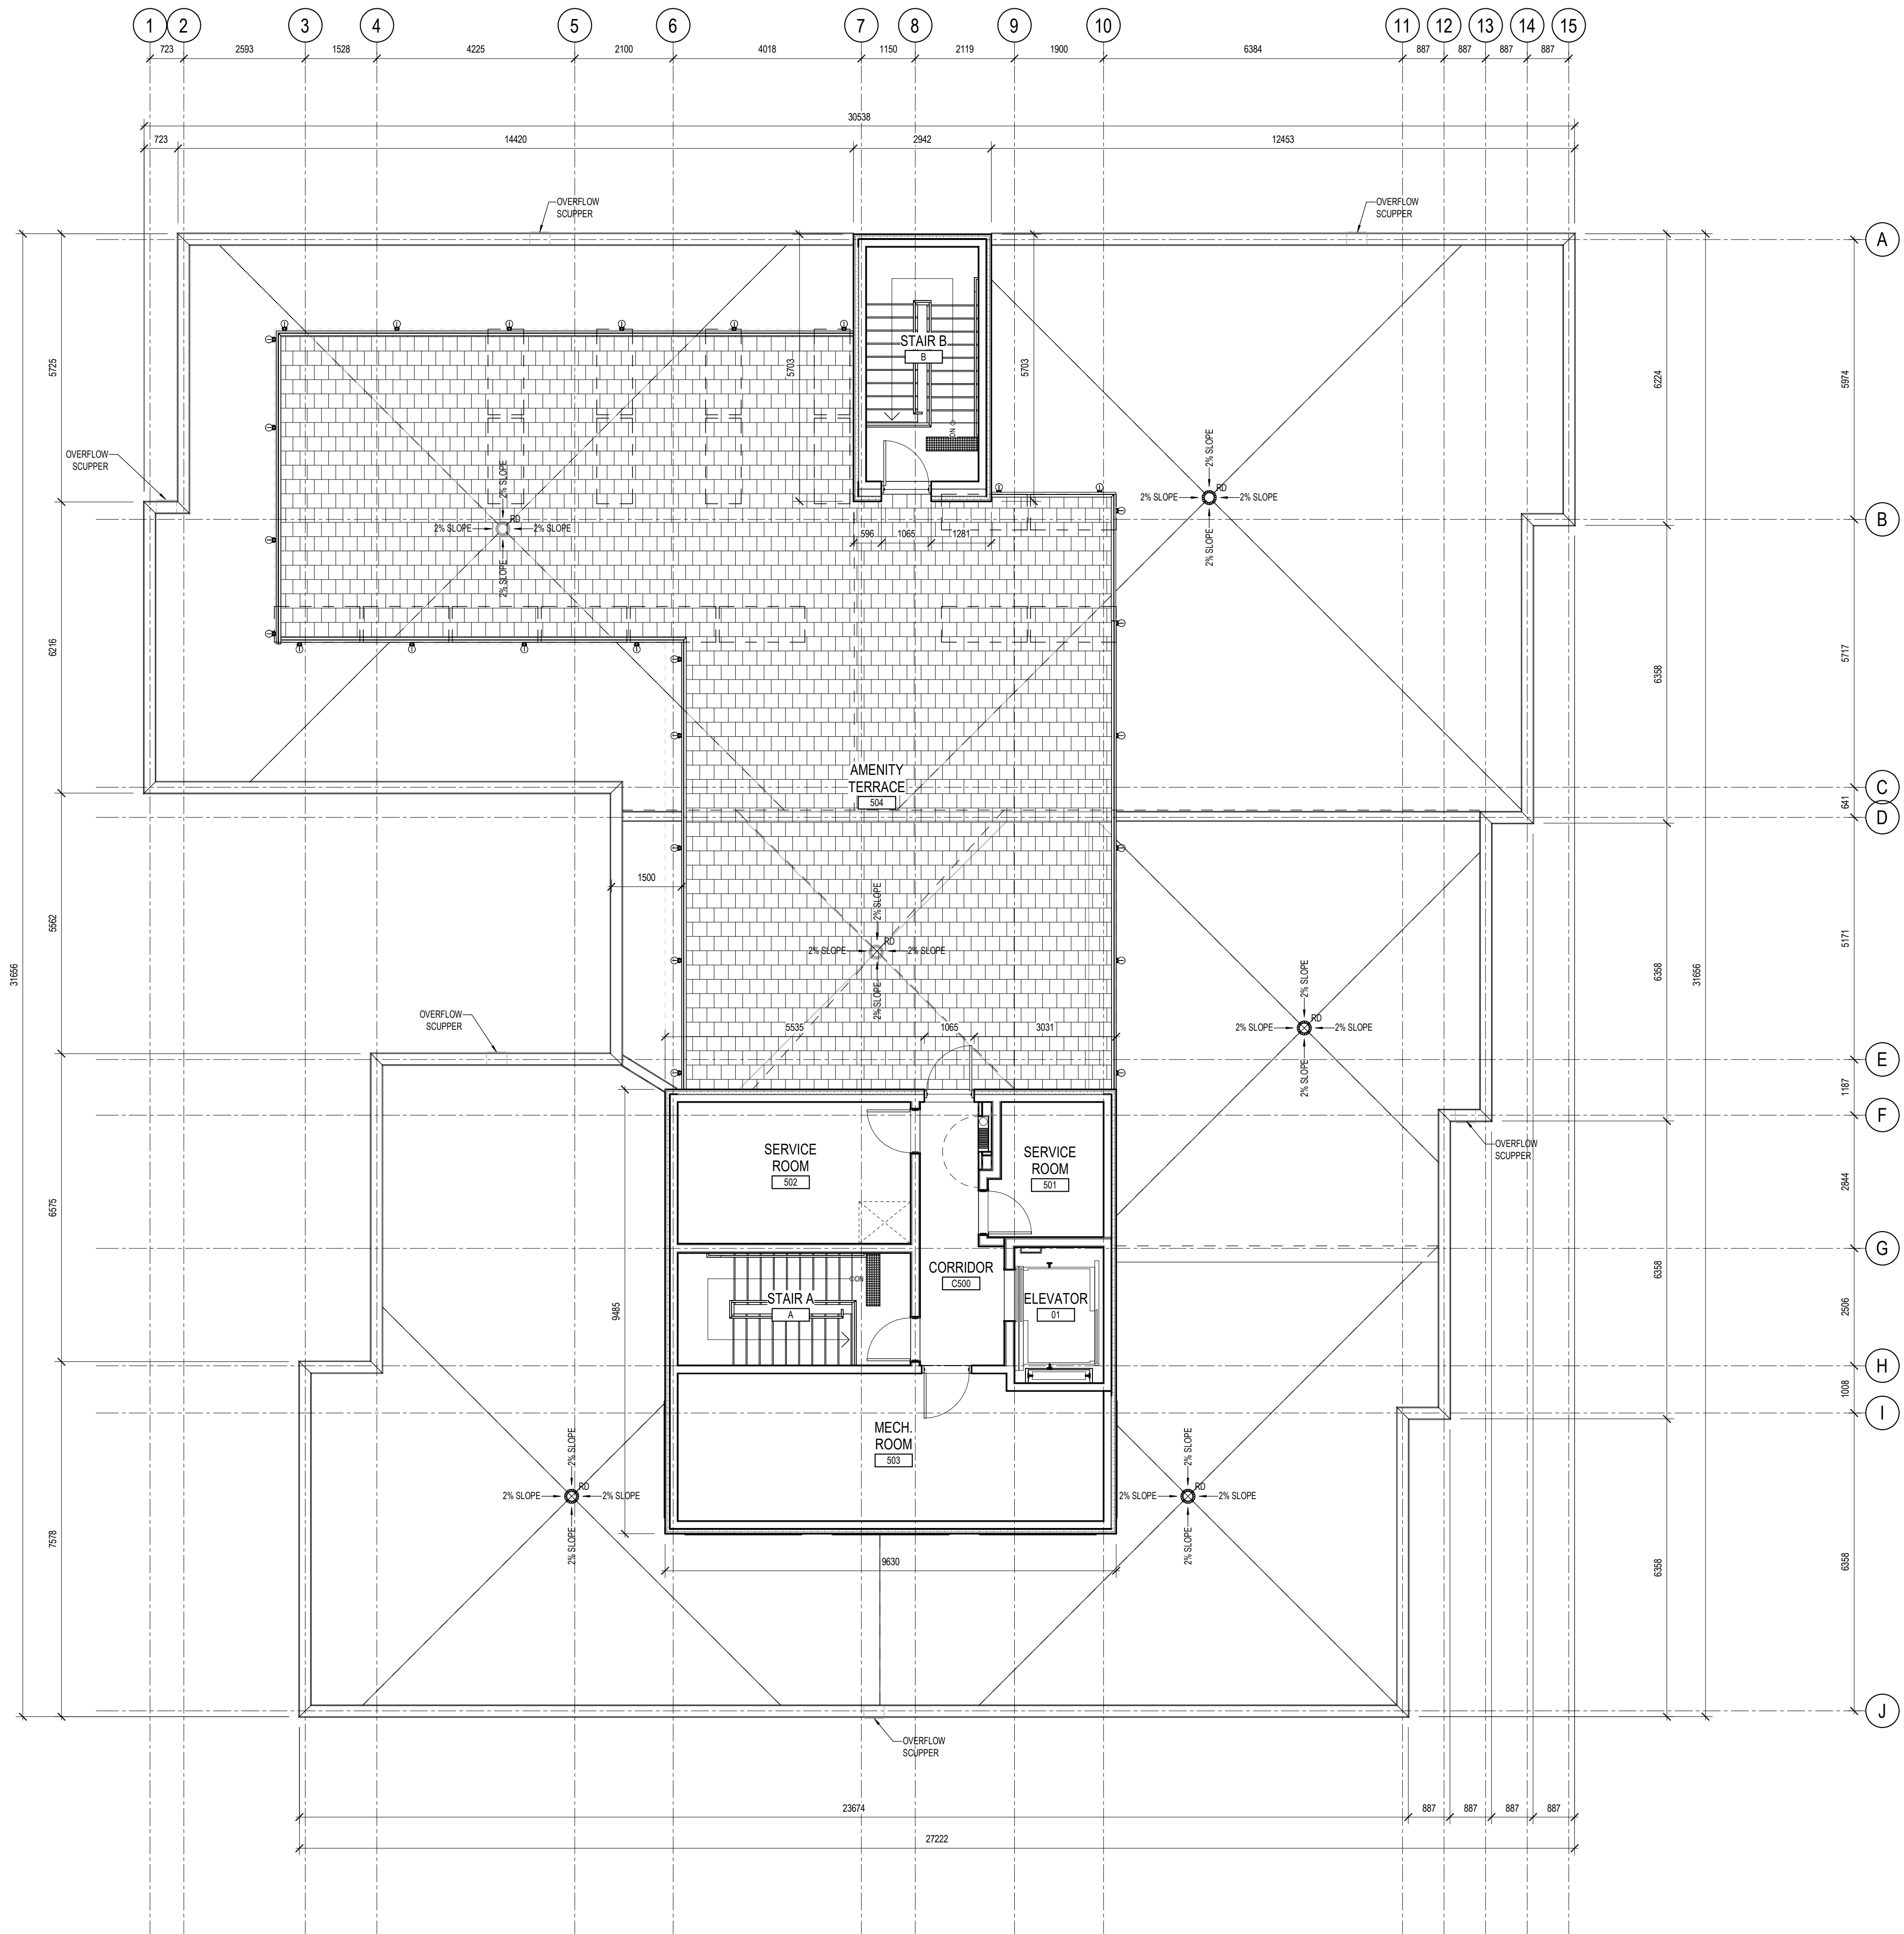 1 2 3 4 5 6 7 8 9 10 11 12 13 14 15
723 2593 1528 4225 2100 4018 1150 2119 1900 6384 887 887 887 887
30538
723 14420 2942 12453
OVERFLOW
SCUPPER
OVERFLOW
SCUPPER
A
5725
5703
STAIR B
B
5703
6224
5974
DN
OVERFLOW
SCUPPER
2% SLOPE
RD
2% SLOPE
2% SLOPE
2% SLOPE
2% SLOPE
RD
2% SLOPE
2% SLOPE
2% SLOPE
B
596 1065 1281
6216
6358
5717
AMENITY
TERRACE
504
C
641
D
1500
5562
31656
2% SLOPE
RD
2% SLOPE
2% SLOPE
2% SLOPE
6358
31656
5171
OVERFLOW
SCUPPER
5535 1065 3031
2% SLOPE
RD
2% SLOPE
2% SLOPE
2% SLOPE
E
1187
F
SERVICE
ROOM
502
SERVICE
ROOM
501
OVERFLOW
SCUPPER
6575
2844
G
CORRIDOR
C500
6358
DN
STAIR A
A
ELEVATOR
01
9485
2506
H
1008
I
MECH.
ROOM
503
2% SLOPE
RD
2% SLOPE
2% SLOPE
2% SLOPE
2% SLOPE
RD
2% SLOPE
2% SLOPE
2% SLOPE
7578
9630
6358
6358
J
OVERFLOW
SCUPPER
23674 887 887 887 887
27222